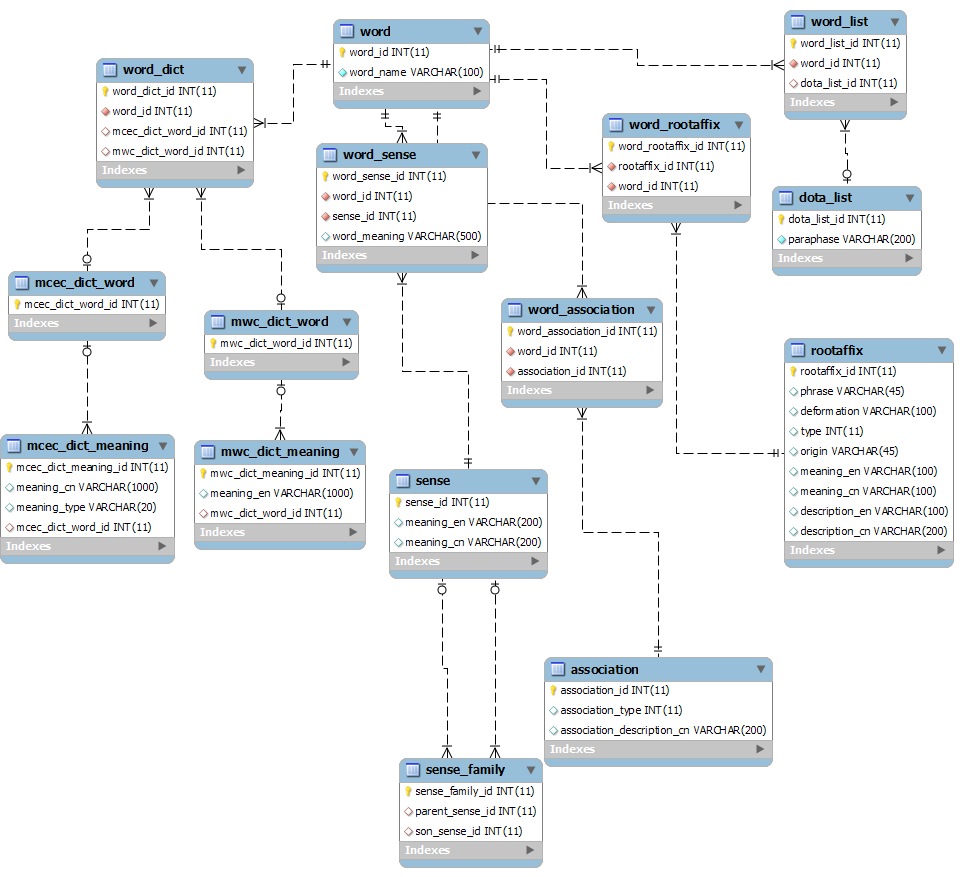 word
word_id INT(11)
word_name VARCHAR(100)
Indexes
word_list
word_list_id INT(11)
word_id INT(11)
dota_list_id INT(11)
Indexes
word_dict
word_dict_id INT(11)
word_id INT(11)
mcec_dict_word_id INT(11)
mwc_dict_word_id INT(11)
Indexes
word_rootaffix
word_rootaffix_id INT(11)
rootaffix_id INT(11)
word_id INT(11)
Indexes
word_sense
word_sense_id INT(11)
word_id INT(11)
sense_id INT(11)
word_meaning VARCHAR(500)
Indexes
dota_list
dota_list_id INT(11)
paraphase VARCHAR(200)
Indexes
mcec_dict_word
mcec_dict_word_id INT(11)
Indexes
mwc_dict_word
mwc_dict_word_id INT(11)
Indexes
word_association
word_association_id INT(11)
word_id INT(11)
association_id INT(11)
Indexes
rootaffix
rootaffix_id INT(11)
phrase VARCHAR(45)
deformation VARCHAR(100)
type INT(11)
origin VARCHAR(45)
meaning_en VARCHAR(100)
meaning_cn VARCHAR(100)
description_en VARCHAR(100)
description_cn VARCHAR(200)
Indexes
mcec_dict_meaning
mcec_dict_meaning_id INT(11)
meaning_cn VARCHAR(1000)
meaning_type VARCHAR(20)
mcec_dict_word_id INT(11)
Indexes
mwc_dict_meaning
mwc_dict_meaning_id INT(11)
meaning_en VARCHAR(1000)
mwc_dict_word_id INT(11)
Indexes
sense
sense_id INT(11)
meaning_en VARCHAR(200)
meaning_cn VARCHAR(200)
Indexes
association
association_id INT(11)
association_type INT(11)
association_description_cn VARCHAR(200)
Indexes
sense_family
sense_family_id INT(11)
parent_sense_id INT(11)
son_sense_id INT(11)
Indexes